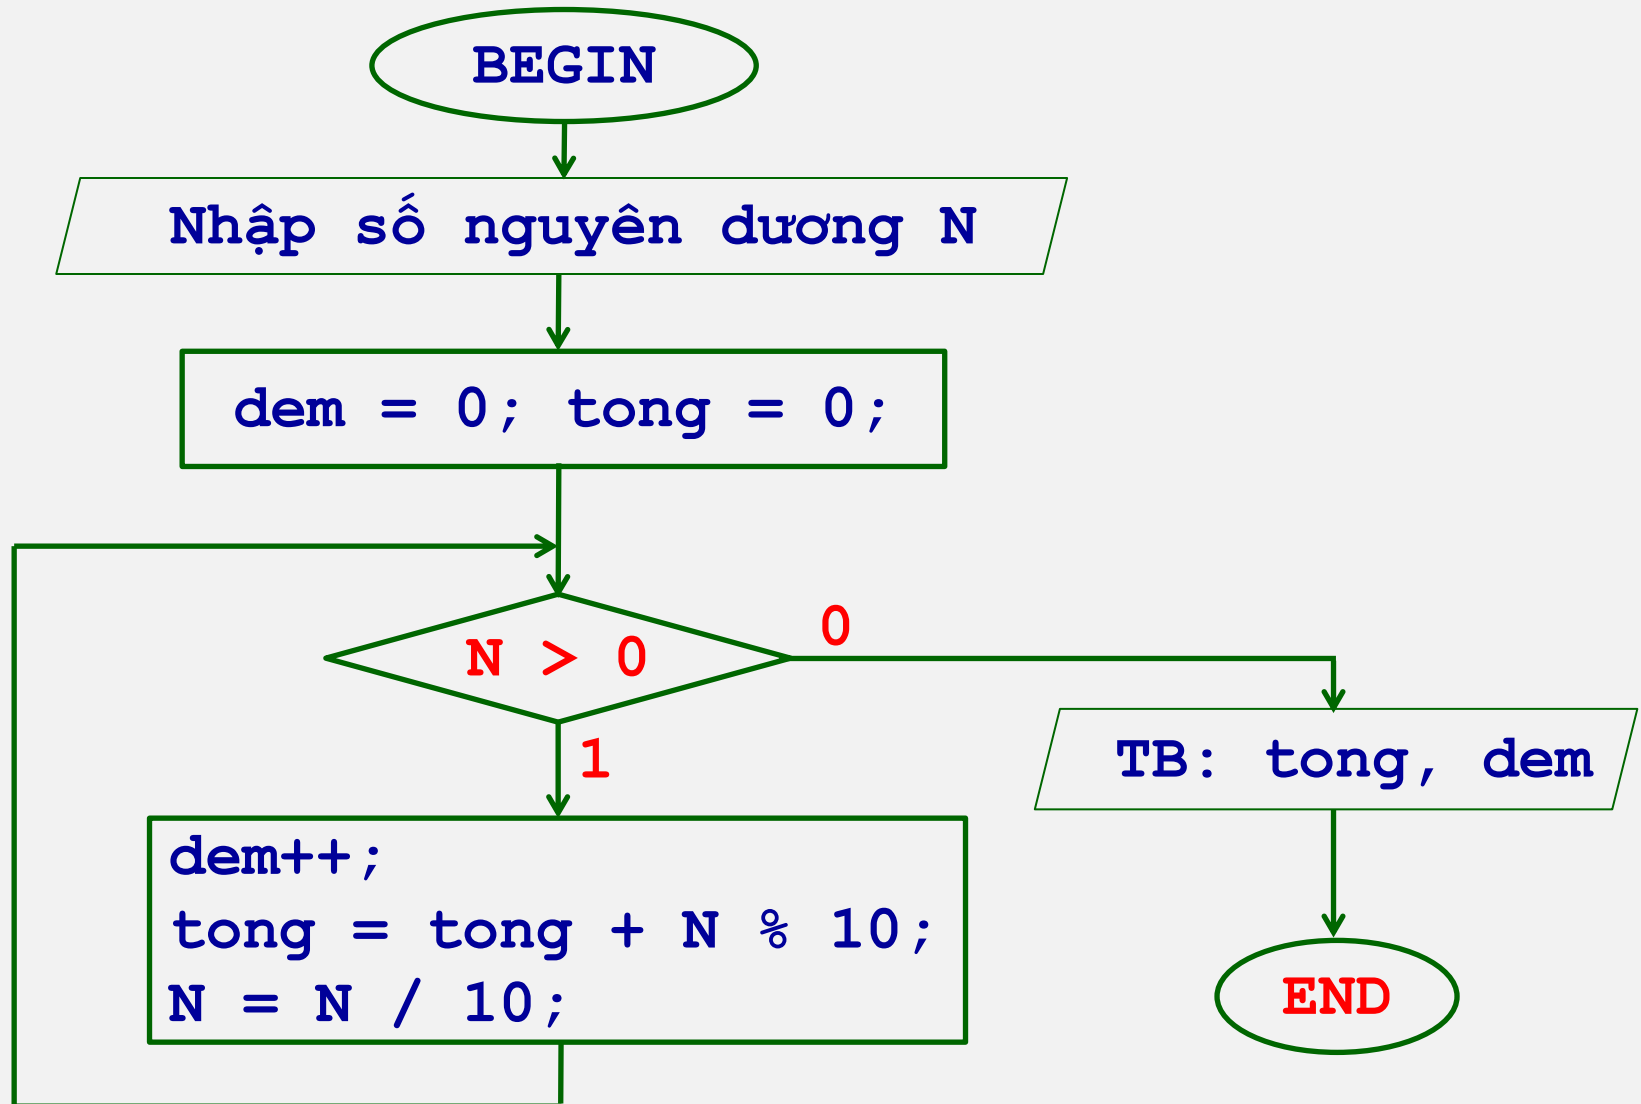 BEGIN
Nhập số nguyên dương N
dem = 0; tong = 0;
N > 0
0
1
TB: tong, dem
dem++;
tong = tong + N % 10;
N = N / 10;
END